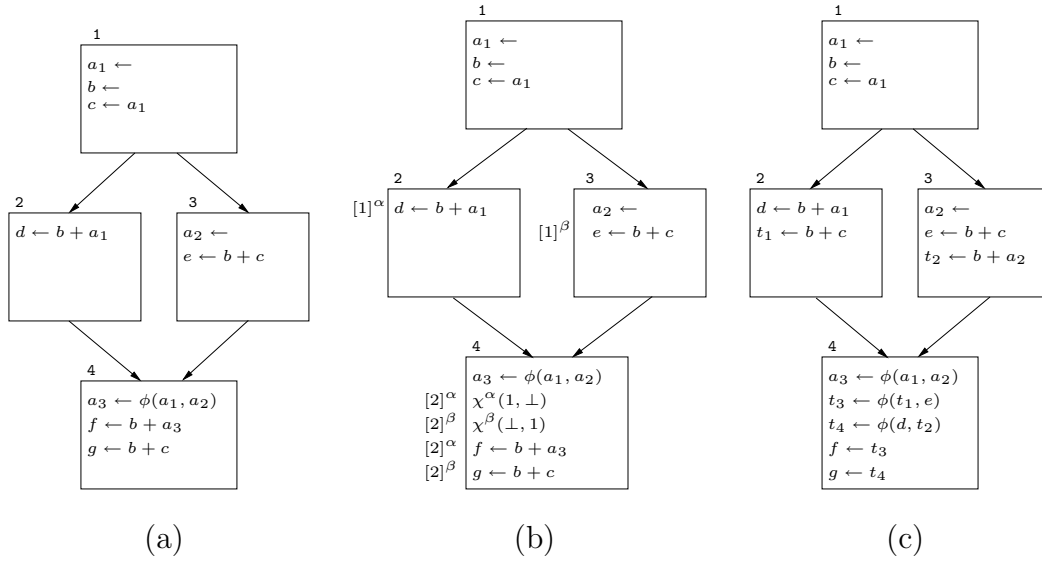 1
a₁ ←
b ←
c ← a₁
2
d ← b + a₁
3
a₂ ←
e ← b + c
4
a₃ ← ϕ(a₁, a₂)
f ← b + a₃
g ← b + c
(a)
1
a₁ ←
b ←
c ← a₁
2
[1]^α d ← b + a₁
3
a₂ ←
[1]^β e ← b + c
4
a₃ ← ϕ(a₁, a₂)
[2]^α χ^α(1, ⊥)
[2]^β χ^β(⊥, 1)
[2]^α f ← b + a₃
[2]^β g ← b + c
(b)
1
a₁ ←
b ←
c ← a₁
2
d ← b + a₁
t₁ ← b + c
3
a₂ ←
e ← b + c
t₂ ← b + a₂
4
a₃ ← ϕ(a₁, a₂)
t₃ ← ϕ(t₁, e)
t₄ ← ϕ(d, t₂)
f ← t₃
g ← t₄
(c)